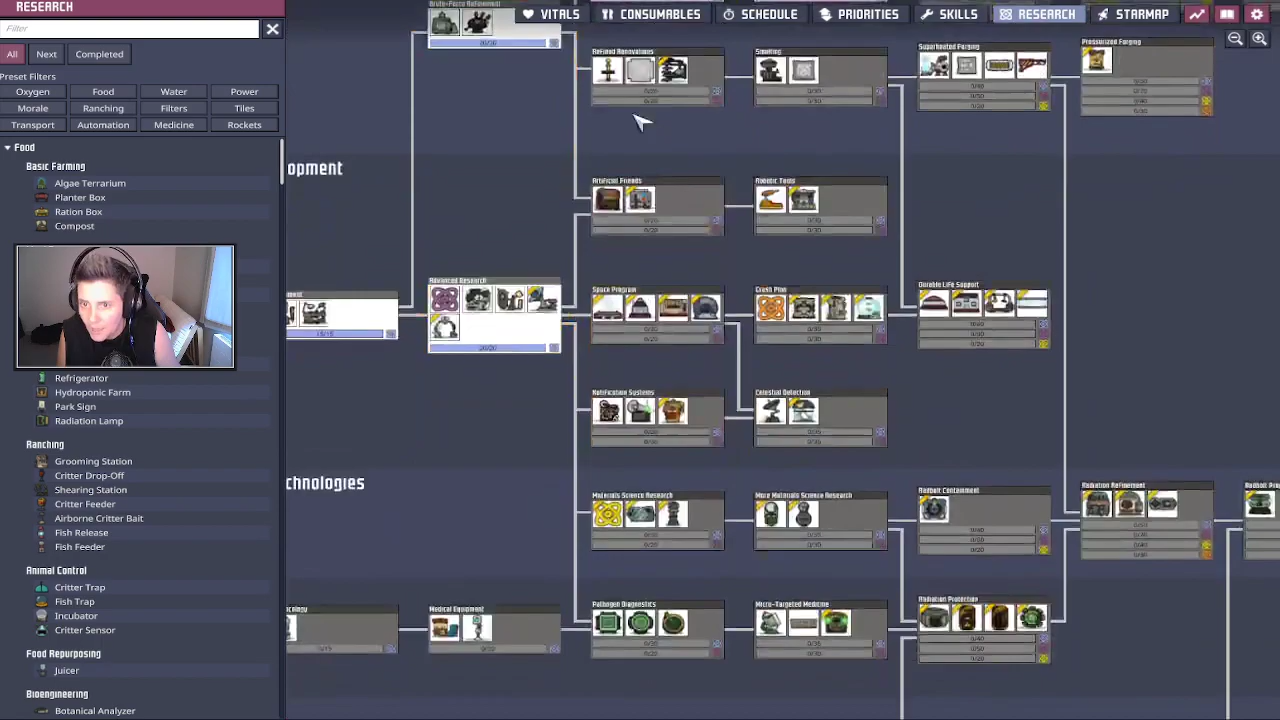 RESEARCH
VITALS
CONSUMABLES
SCHEDULE
PRIORITIES
SKILLS
RESEARCH
STARMAP
Filter
All
Next
Completed
Preset Filters
Oxygen
Food
Water
Power
Morale
Ranching
Filters
Tiles
Transport
Automation
Medicine
Rockets
Food
Basic Farming
Algae Terrarium
Planter Box
Ration Box
Compost
Refrigerator
Hydroponic Farm
Park Sign
Radiation Lamp
Ranching
Grooming Station
Critter Drop-Off
Shearing Station
Critter Feeder
Airborne Critter Bait
Fish Release
Fish Feeder
Animal Control
Critter Trap
Fish Trap
Incubator
Critter Sensor
Food Repurposing
Juicer
Bioengineering
Botanical Analyzer
opment
chnologies
Brute-Force Refinement
Refined Renovations
Smelting
Superheated Forging
Pressurized Forging
Artificial Friends
Robotic Tools
Advanced Research
Space Program
Crash Plan
Durable Life Support
Notification Systems
Celestial Detection
Materials Science Research
More Materials Science Research
Radbolt Containment
Radiation Refinement
Radbolt Pro
Medical Equipment
Pathogen Diagnostics
Micro-Targeted Medicine
Radiation Protection